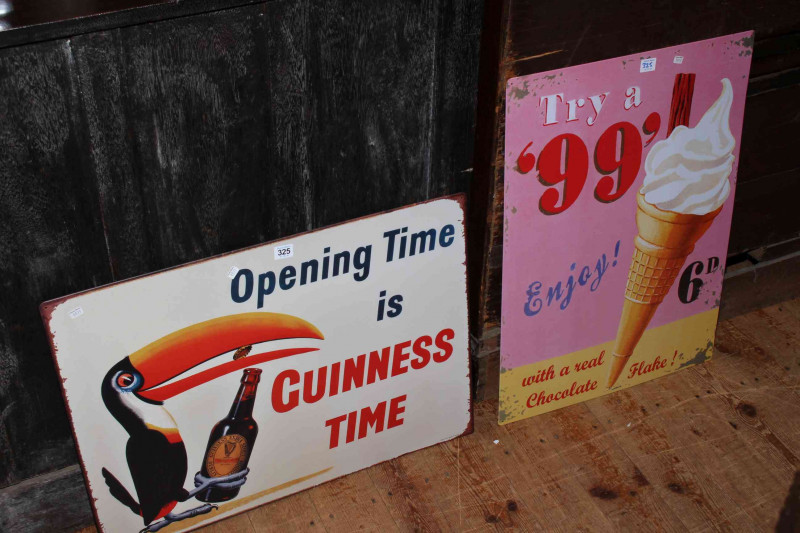 325
Opening Time
is
GUINNESS
TIME
Try a
'99'
Enjoy!
6D
with a real
Chocolate Flake!